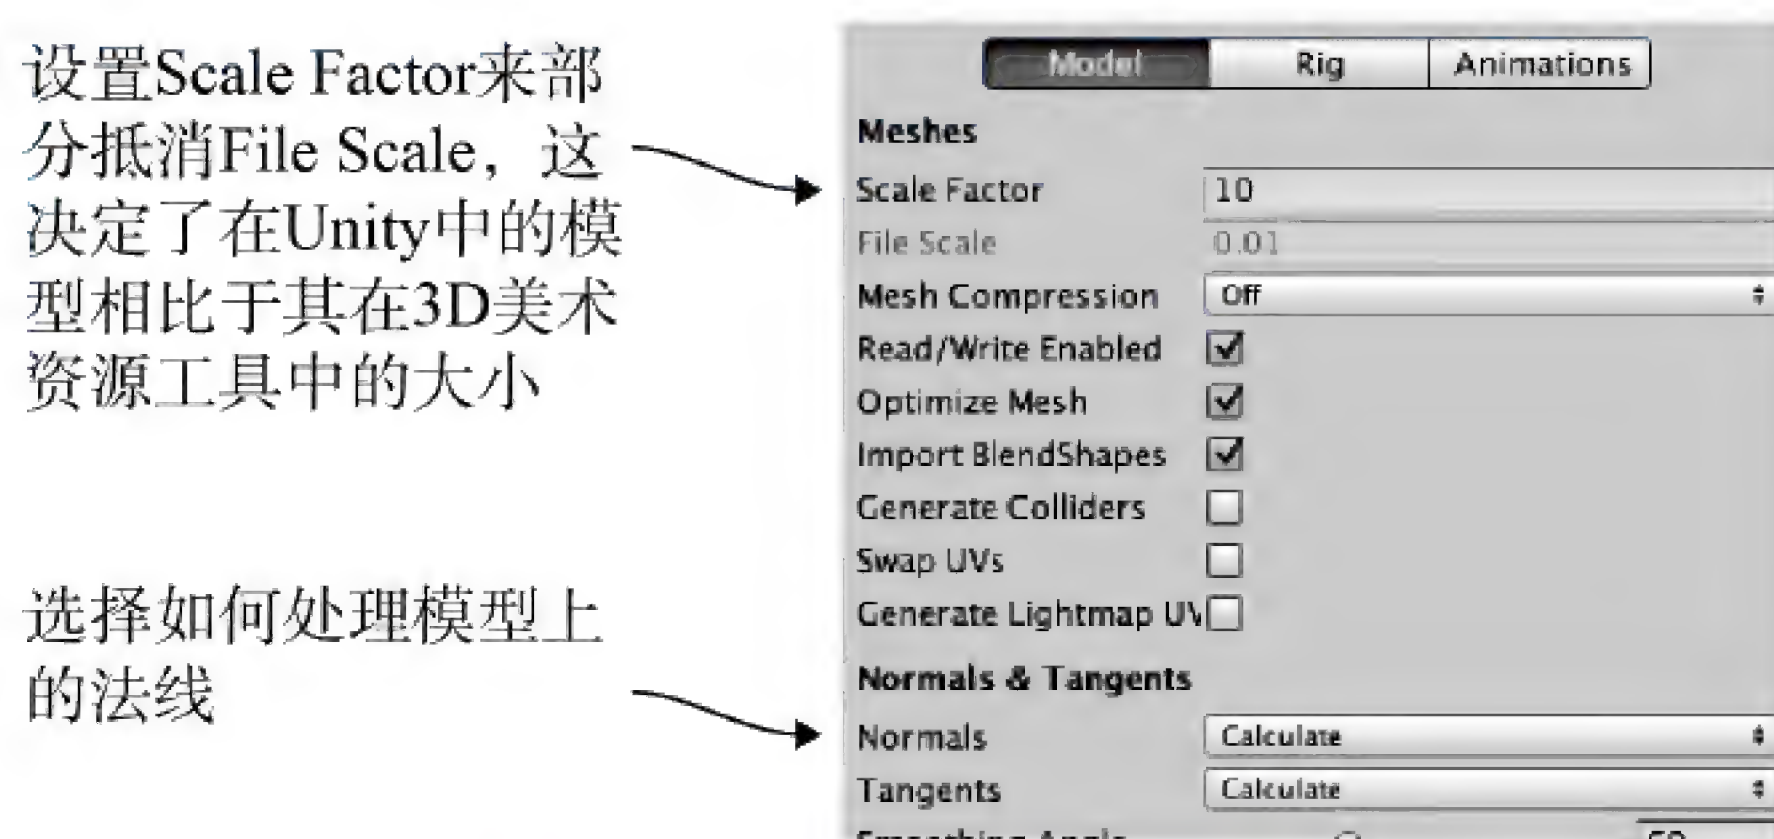 设置Scale Factor来部
分抵消File Scale，这
决定了在Unity中的模
型相比于其在3D美术
资源工具中的大小
选择如何处理模型上
的法线
Model Rig Animations
Meshes
Scale Factor 10
File Scale 0.01
Mesh Compression Off
Read/Write Enabled
Optimize Mesh
Import BlendShapes
Generate Colliders
Swap UVs
Generate Lightmap UV
Normals & Tangents
Normals Calculate
Tangents Calculate
Smoothing Angle